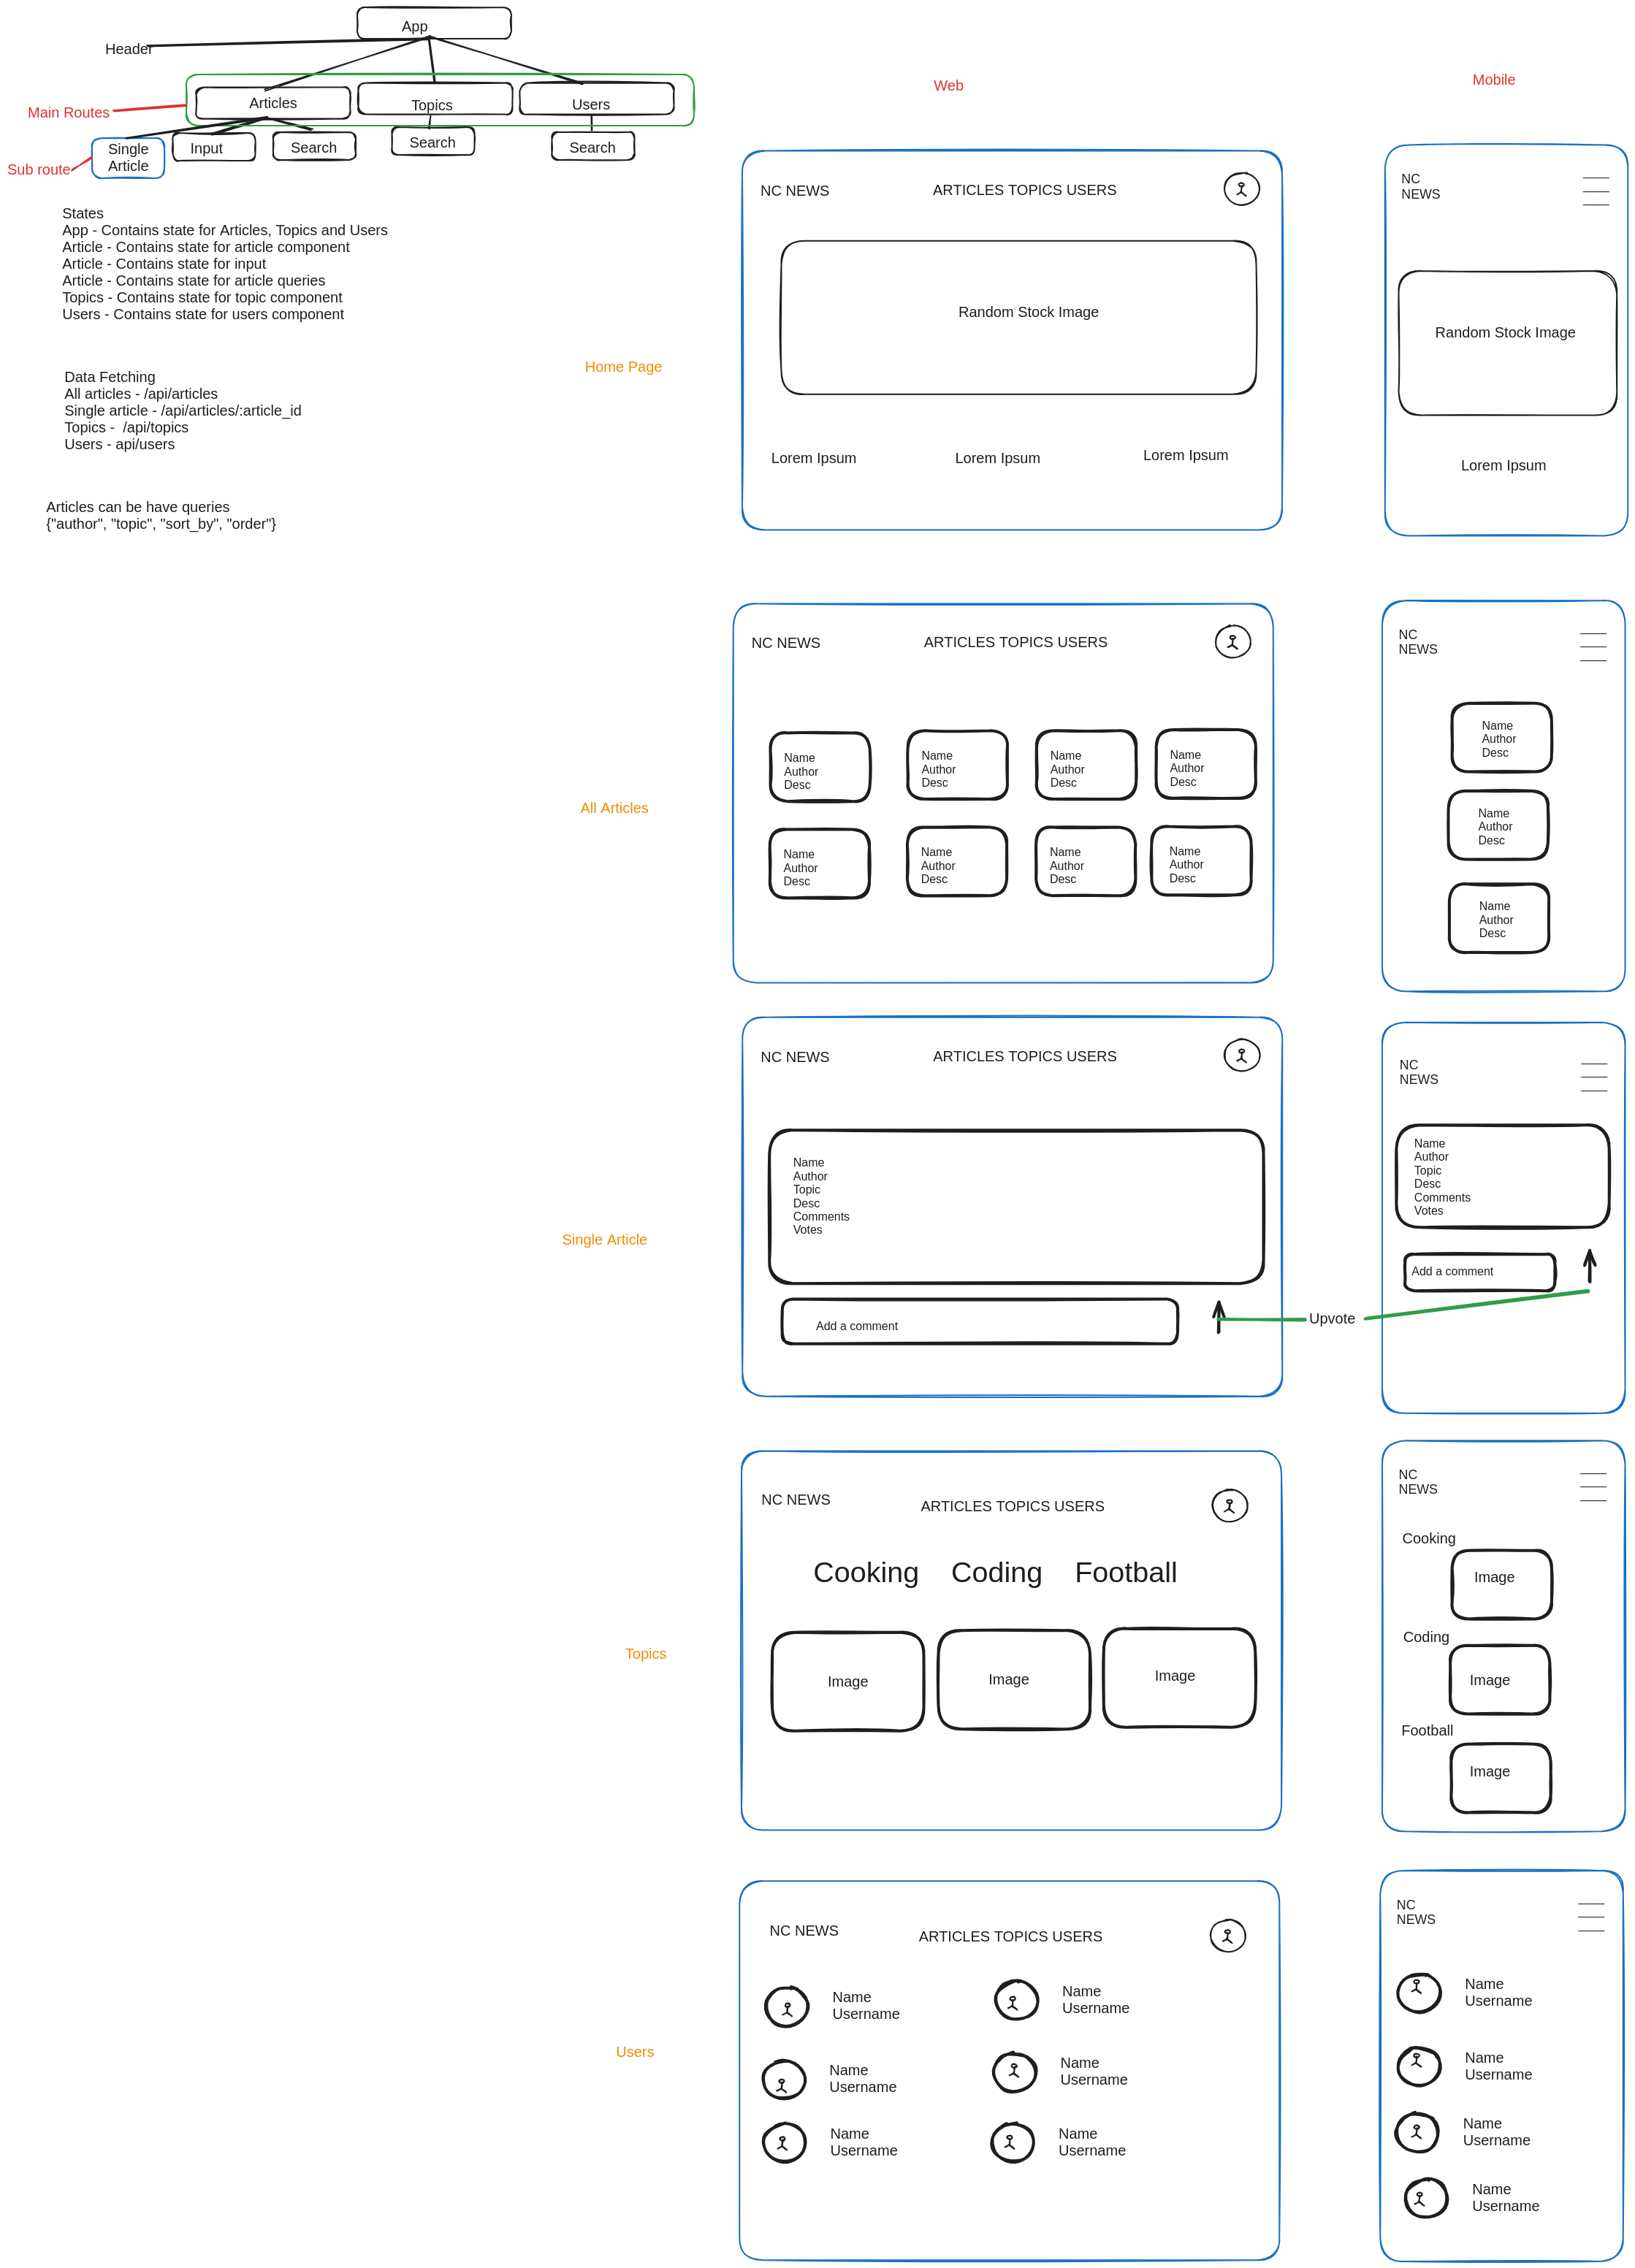 App
Header
Main Routes
Articles
Topics
Users
Sub route
Single
Article
Input
Search
Search
Search
States
App - Contains state for Articles, Topics and Users
Article - Contains state for article component
Article - Contains state for input
Article - Contains state for article queries
Topics - Contains state for topic component
Users - Contains state for users component
Data Fetching
All articles - /api/articles
Single article - /api/articles/:article_id
Topics -  /api/topics
Users - api/users
Articles can be have queries
{"author", "topic", "sort_by", "order"}
Web
Mobile
Home Page
NC NEWS
ARTICLES TOPICS USERS
Random Stock Image
Lorem Ipsum
Lorem Ipsum
Lorem Ipsum
NC
NEWS
Random Stock Image
Lorem Ipsum
All Articles
NC NEWS
ARTICLES TOPICS USERS
Name
Author
Desc
Name
Author
Desc
Name
Author
Desc
Name
Author
Desc
Name
Author
Desc
Name
Author
Desc
Name
Author
Desc
Name
Author
Desc
NC
NEWS
Name
Author
Desc
Name
Author
Desc
Name
Author
Desc
Single Article
NC NEWS
ARTICLES TOPICS USERS
Name
Author
Topic
Desc
Comments
Votes
Add a comment
Upvote
NC
NEWS
Name
Author
Topic
Desc
Comments
Votes
Add a comment
Topics
NC NEWS
ARTICLES TOPICS USERS
Cooking
Coding
Football
Image
Image
Image
NC
NEWS
Cooking
Image
Coding
Image
Football
Image
Users
NC NEWS
ARTICLES TOPICS USERS
Name
Username
Name
Username
Name
Username
Name
Username
Name
Username
Name
Username
NC
NEWS
Name
Username
Name
Username
Name
Username
Name
Username